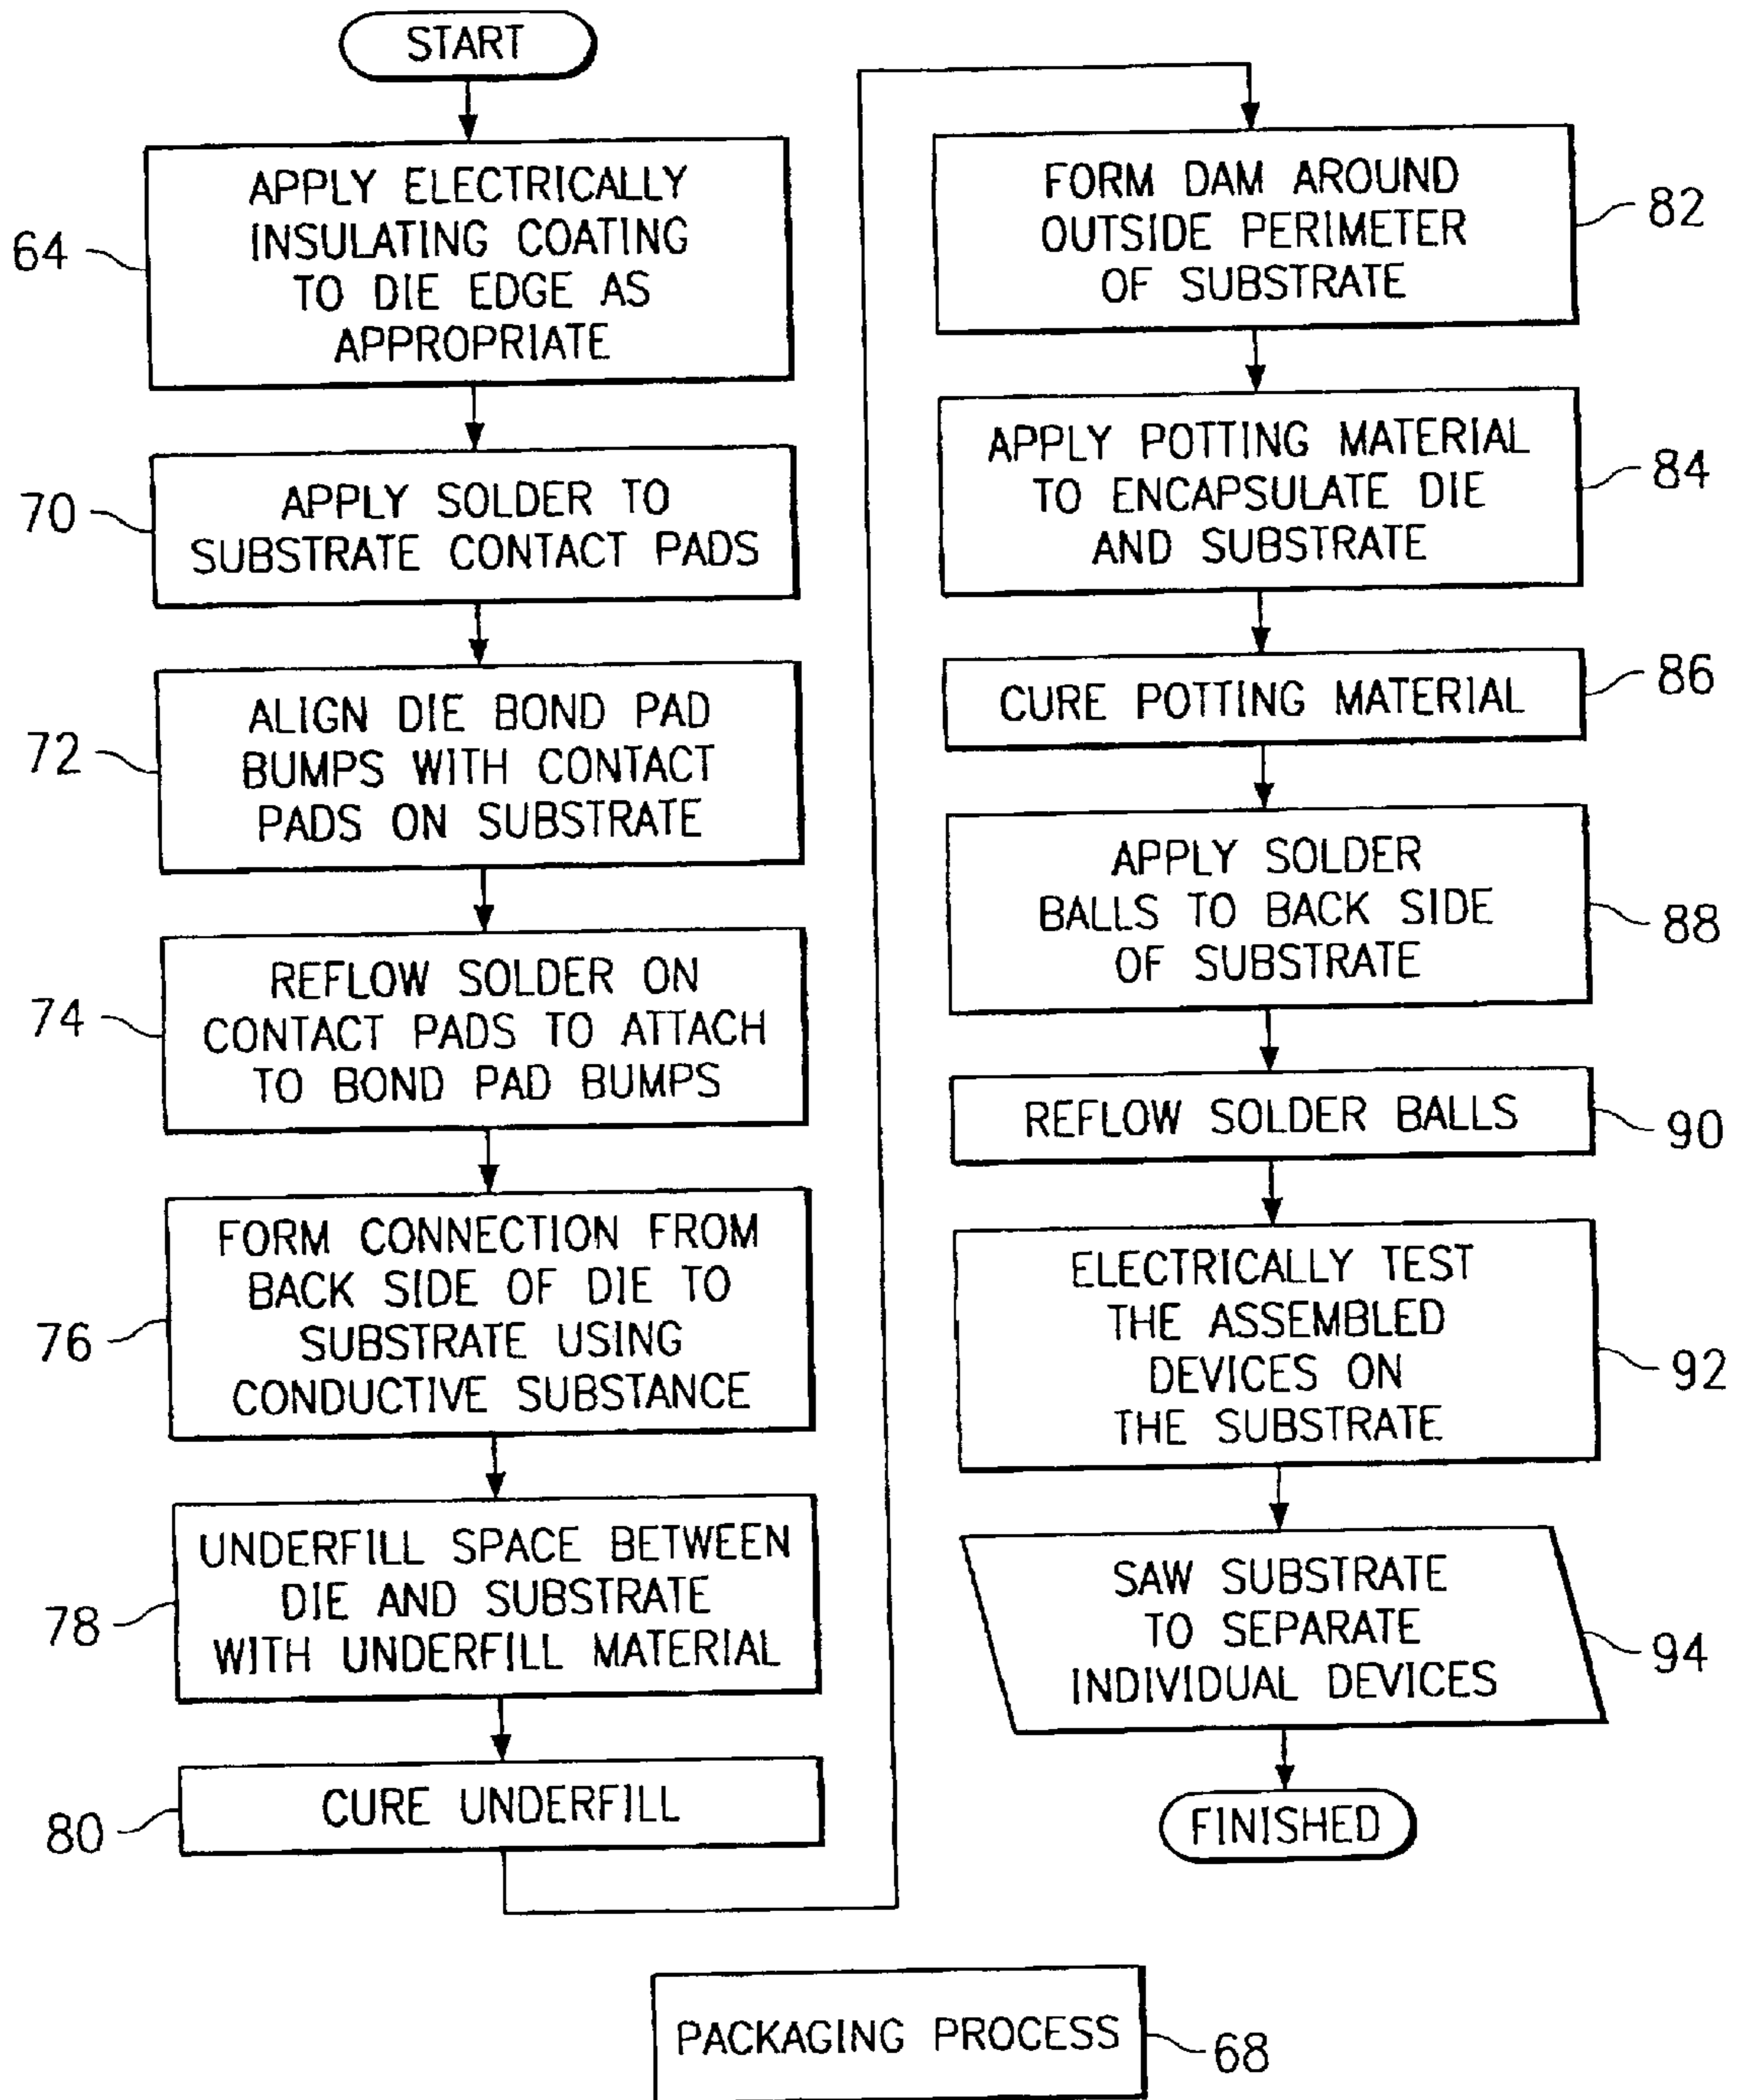 START
64
APPLY ELECTRICALLY
INSULATING COATING
TO DIE EDGE AS
APPROPRIATE
70
APPLY SOLDER TO
SUBSTRATE CONTACT PADS
72
ALIGN DIE BOND PAD
BUMPS WITH CONTACT
PADS ON SUBSTRATE
74
REFLOW SOLDER ON
CONTACT PADS TO ATTACH
TO BOND PAD BUMPS
76
FORM CONNECTION FROM
BACK SIDE OF DIE TO
SUBSTRATE USING
CONDUCTIVE SUBSTANCE
78
UNDERFILL SPACE BETWEEN
DIE AND SUBSTRATE
WITH UNDERFILL MATERIAL
80
CURE UNDERFILL
FORM DAM AROUND
OUTSIDE PERIMETER
OF SUBSTRATE
82
APPLY POTTING MATERIAL
TO ENCAPSULATE DIE
AND SUBSTRATE
84
CURE POTTING MATERIAL
86
APPLY SOLDER
BALLS TO BACK SIDE
OF SUBSTRATE
88
REFLOW SOLDER BALLS
90
ELECTRICALLY TEST
THE ASSEMBLED
DEVICES ON
THE SUBSTRATE
92
SAW SUBSTRATE
TO SEPARATE
INDIVIDUAL DEVICES
94
FINISHED
PACKAGING PROCESS
68